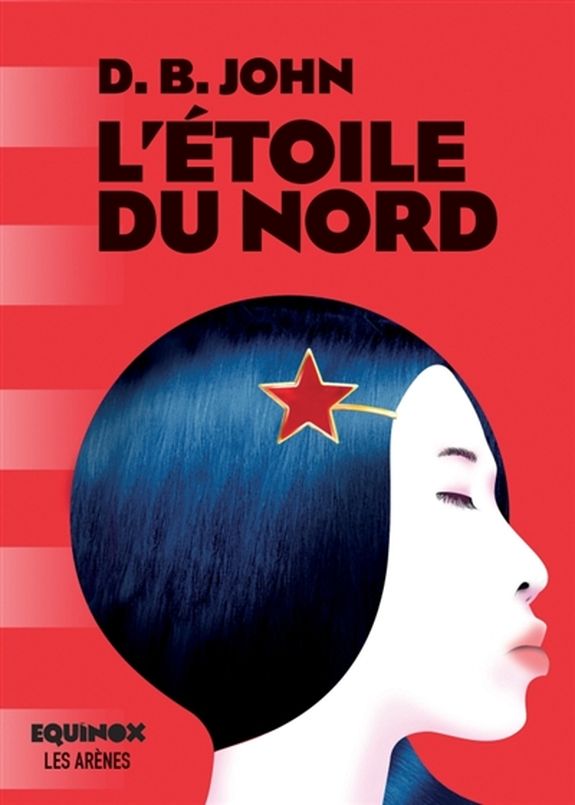 D. B. JOHN
L'ÉTOILE
DU NORD
EQUINOX
LES ARÈNES